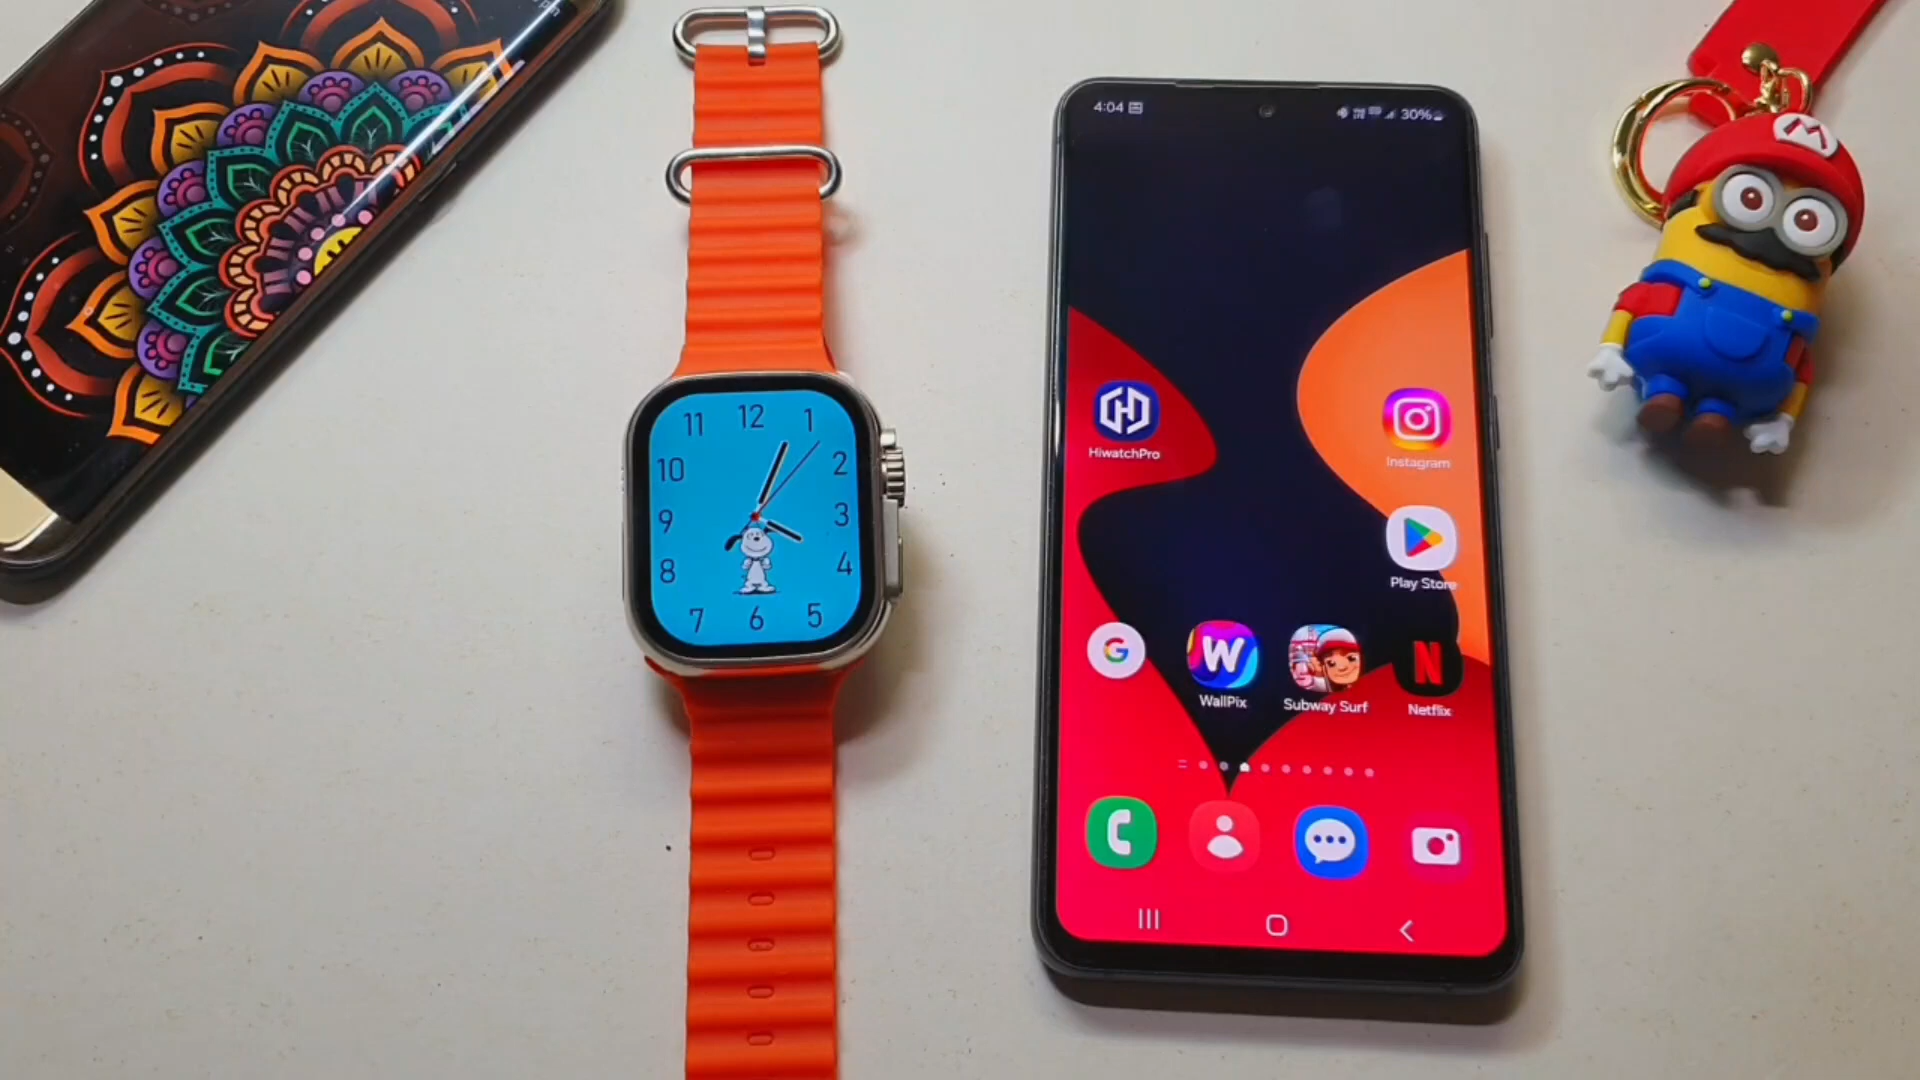 pm
12
11
1
10
2
9
3
8
4
7
6
5
4:04
30%
HiwatchPro
Instagram
Play Store
G
W
WallPix
Subway Surf
N
Netflix
M